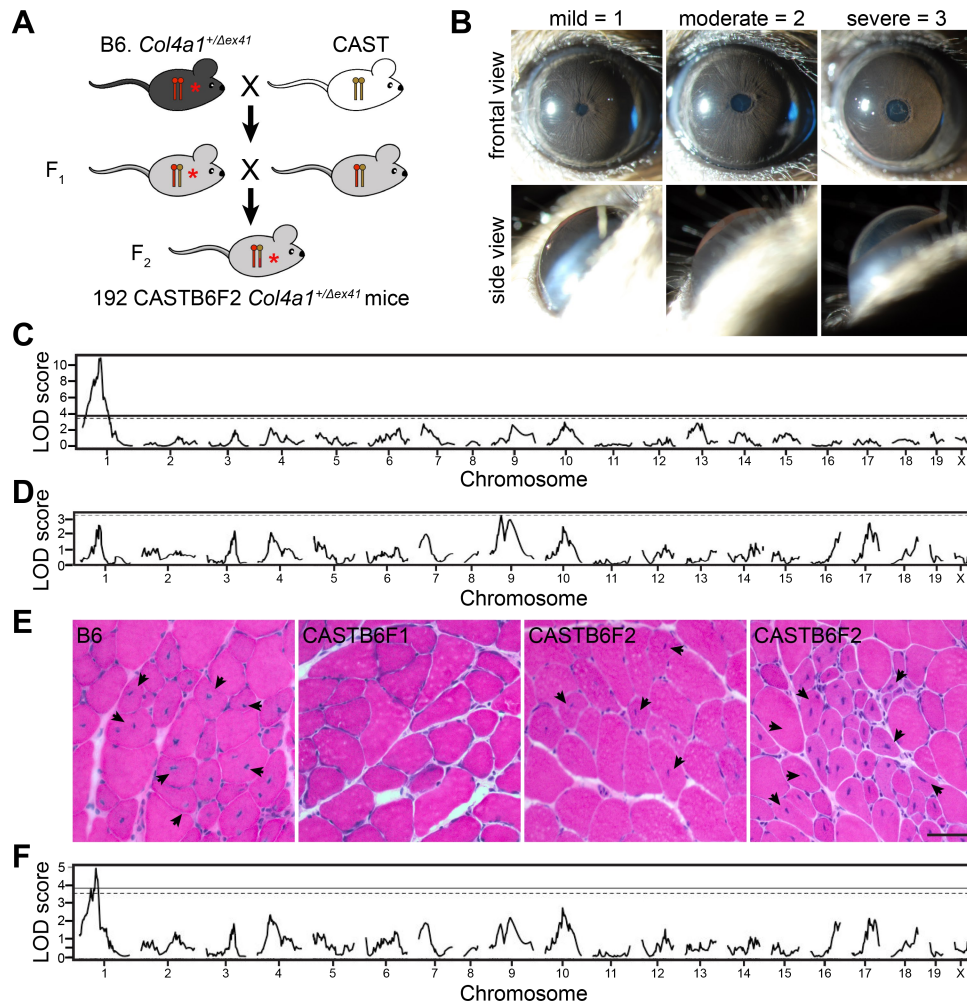 A
B6. Col4a1+/Δex41
CAST
X
F1
X
F2
192 CASTB6F2 Col4a1+/Δex41 mice
B
mild = 1
moderate = 2
severe = 3
frontal view
side view
C
LOD score
10
8
6
4
2
0
1 2 3 4 5 6 7 8 9 10 11 12 13 14 15 16 17 18 19 X
Chromosome
D
LOD score
3
2
1
0
1 2 3 4 5 6 7 8 9 10 11 12 13 14 15 16 17 18 19 X
Chromosome
E
B6
CASTB6F1
CASTB6F2
CASTB6F2
F
LOD score
5
4
3
2
1
0
1 2 3 4 5 6 7 8 9 10 11 12 13 14 15 16 17 18 19 X
Chromosome